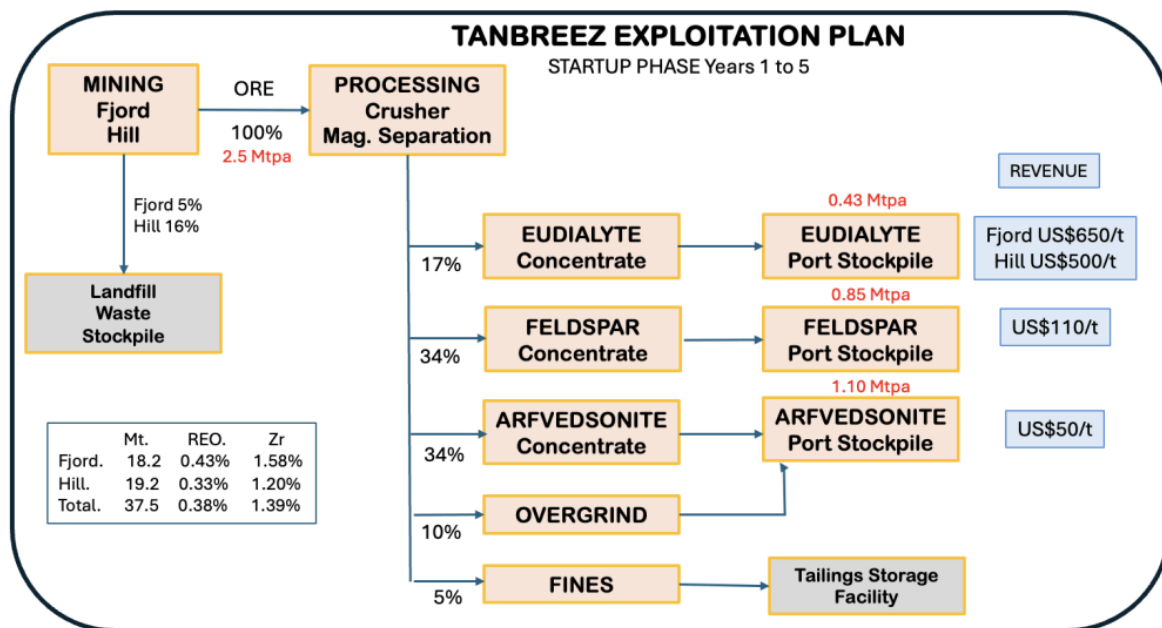 TANBREEZ EXPLOITATION PLAN
STARTUP PHASE Years 1 to 5
MINING
Fjord
Hill
ORE
100%
2.5 Mtpa
PROCESSING
Crusher
Mag. Separation
Fjord 5%
Hill 16%
Landfill
Waste
Stockpile
REVENUE
17%
EUDIALYTE
Concentrate
0.43 Mtpa
EUDIALYTE
Port Stockpile
Fjord US$650/t
Hill US$500/t
34%
FELDSPAR
Concentrate
0.85 Mtpa
FELDSPAR
Port Stockpile
US$110/t
34%
ARFVEDSONITE
Concentrate
1.10 Mtpa
ARFVEDSONITE
Port Stockpile
US$50/t
10%
OVERGRIND
5%
FINES
Tailings Storage
Facility
Mt. REO. Zr
Fjord. 18.2 0.43% 1.58%
Hill. 19.2 0.33% 1.20%
Total. 37.5 0.38% 1.39%